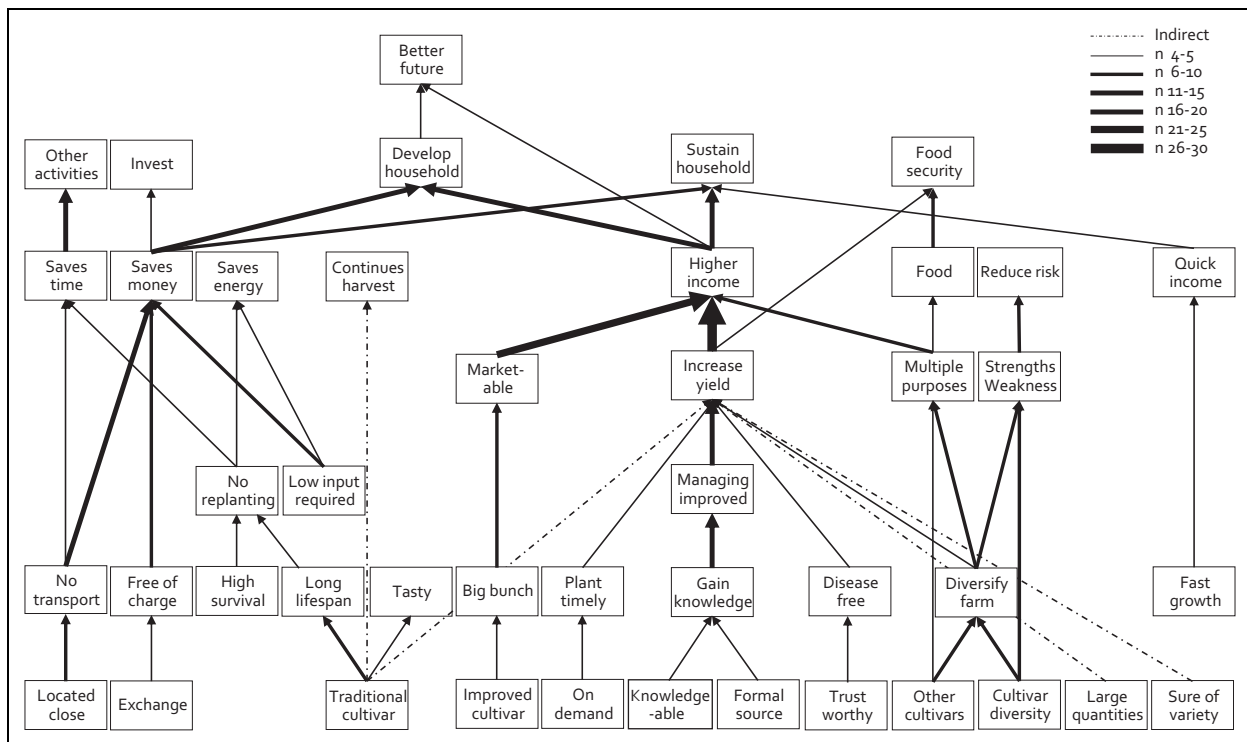 Better
future
Indirect
n 4-5
n 6-10
n 11-15
n 16-20
n 21-25
n 26-30
Other
activities
Invest
Develop
household
Sustain
household
Food
security
Saves
time
Saves
money
Saves
energy
Continues
harvest
Higher
income
Food
Reduce risk
Quick
income
Market-
able
Increase
yield
Multiple
purposes
Strengths
Weakness
No
replanting
Low input
required
Managing
improved
No
transport
Free of
charge
High
survival
Long
lifespan
Tasty
Big bunch
Plant
timely
Gain
knowledge
Disease
free
Diversify
farm
Fast
growth
Located
close
Exchange
Traditional
cultivar
Improved
cultivar
On
demand
Knowledge
-able
Formal
source
Trust
worthy
Other
cultivars
Cultivar
diversity
Large
quantities
Sure of
variety